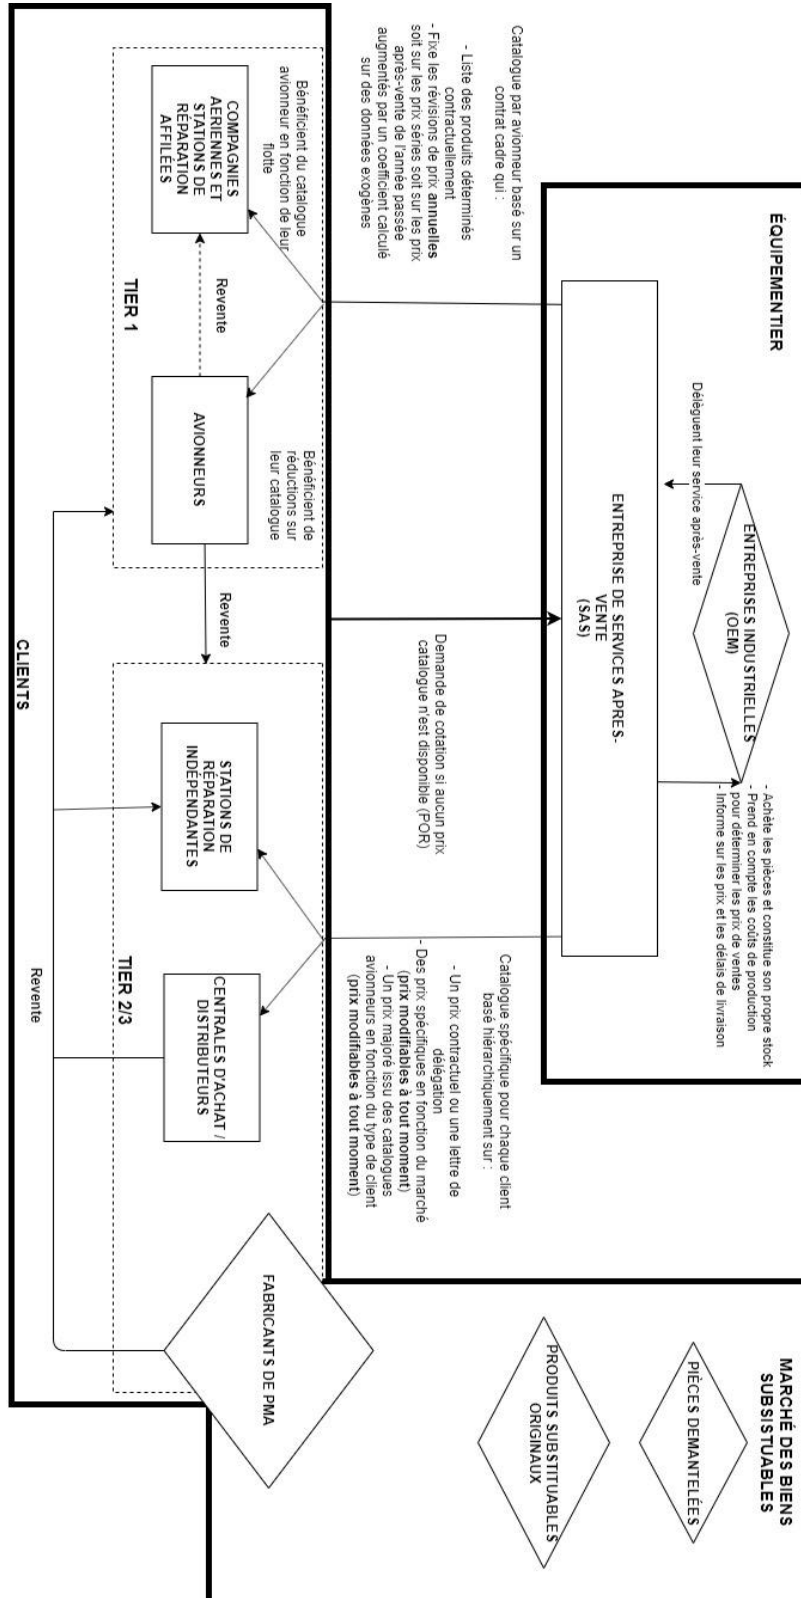 ÉQUIPEMENTIER
ENTREPRISES INDUSTRIELLES
(OEM)
Délèguent leur service après-vente
- Achète les pièces et constitue son propre stock
- Prend en compte les coûts de production
pour déterminer les prix de ventes
- Informe sur les prix et les délais de livraison
ENTREPRISE DE SERVICES APRES-
VENTE
(SAS)
Catalogue par avionneur basé sur un
contrat cadre qui :
- Liste des produits déterminés
contractuellement
- Fixe les révisions de prix annuelles
soit sur les prix séries soit sur les prix
après-vente de l'année passée
augmentés par un coefficient calculé
sur des données exogènes
Demande de cotation si aucun prix
catalogue n'est disponible (POR)
Catalogue spécifique pour chaque client
basé hiérarchiquement sur :
- Un prix contractuel ou une lettre de
délégation
- Des prix spécifiques en fonction du marché
(prix modifiables à tout moment)
- Un prix majoré issu des catalogues
avionneurs en fonction du type de client
(prix modifiables à tout moment)
MARCHÉ DES BIENS
SUBSISTUABLES
PIÈCES DEMANTELÉES
PRODUITS SUBSTITUABLES
ORIGINAUX
FABRICANTS DE PMA
Bénéficient du catalogue
avionneur en fonction de leur
flotte
COMPAGNIES
AERIENNES ET
STATIONS DE
RÉPARATION
AFFILÉES
Revente
Bénéficient de
réductions sur
leur catalogue
AVIONNEURS
TIER 1
Revente
STATIONS DE
RÉPARATION
INDÉPENDANTES
CENTRALES D'ACHAT /
DISTRIBUTEURS
TIER 2/3
Revente
CLIENTS